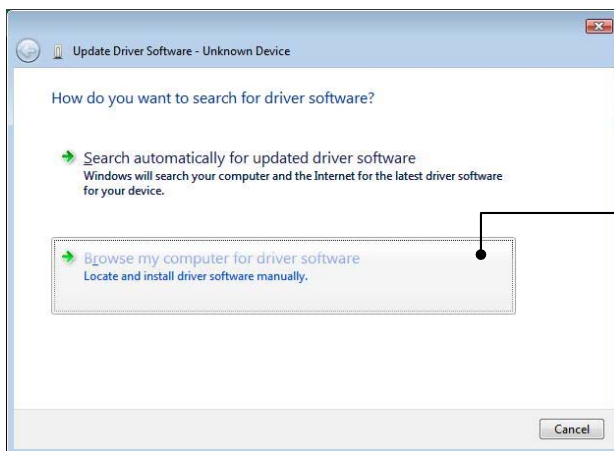 Update Driver Software - Unknown Device
How do you want to search for driver software?
Search automatically for updated driver software
Windows will search your computer and the Internet for the latest driver software
for your device.
Browse my computer for driver software
Locate and install driver software manually.
Cancel